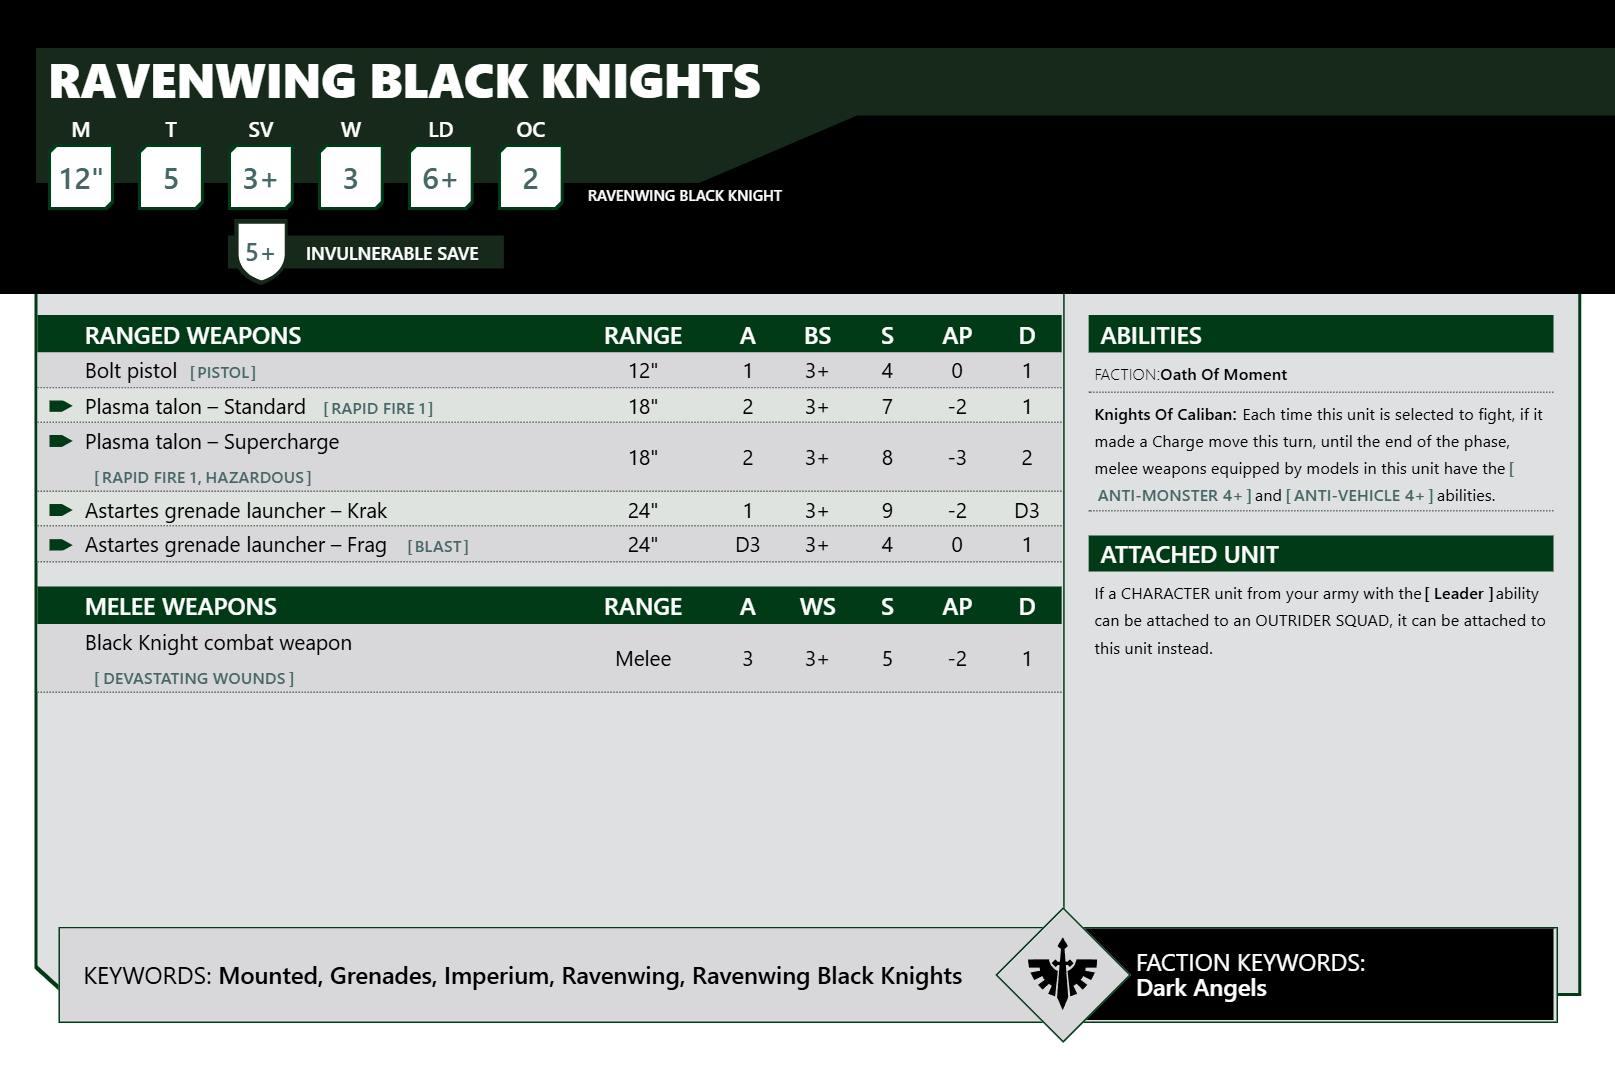 RAVENWING BLACK KNIGHTS
M T SV W LD OC
12" 5 3+ 3 6+ 2
RAVENWING BLACK KNIGHT
5+ INVULNERABLE SAVE
RANGED WEAPONS RANGE A BS S AP D
Bolt pistol [PISTOL] 12" 1 3+ 4 0 1
Plasma talon – Standard [RAPID FIRE 1] 18" 2 3+ 7 -2 1
Plasma talon – Supercharge
[RAPID FIRE 1, HAZARDOUS] 18" 2 3+ 8 -3 2
Astartes grenade launcher – Krak 24" 1 3+ 9 -2 D3
Astartes grenade launcher – Frag [BLAST] 24" D3 3+ 4 0 1
MELEE WEAPONS RANGE A WS S AP D
Black Knight combat weapon
[DEVASTATING WOUNDS] Melee 3 3+ 5 -2 1
ABILITIES
FACTION:Oath Of Moment
Knights Of Caliban: Each time this unit is selected to fight, if it
made a Charge move this turn, until the end of the phase,
melee weapons equipped by models in this unit have the [
ANTI-MONSTER 4+] and [ANTI-VEHICLE 4+] abilities.
ATTACHED UNIT
If a CHARACTER unit from your army with the [ Leader ] ability
can be attached to an OUTRIDER SQUAD, it can be attached to
this unit instead.
KEYWORDS: Mounted, Grenades, Imperium, Ravenwing, Ravenwing Black Knights
FACTION KEYWORDS:
Dark Angels